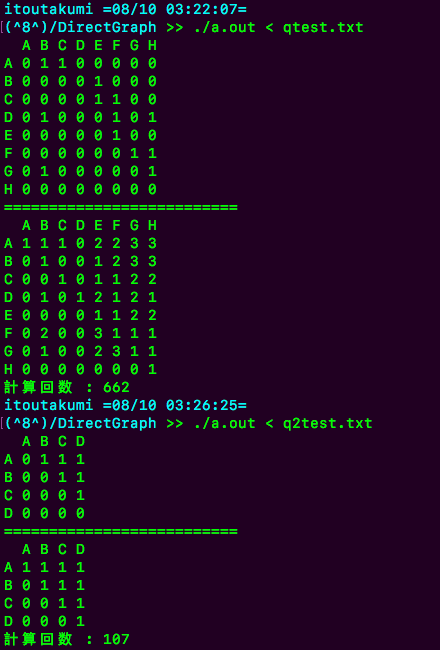 itoutakumi =08/10 03:22:07=
(^8^)/DirectGraph >> ./a.out < qtest.txt
  A B C D E F G H
A 0 1 1 0 0 0 0 0
B 0 0 0 0 1 0 0 0
C 0 0 0 0 1 1 0 0
D 0 1 0 0 0 1 0 1
E 0 0 0 0 0 1 0 0
F 0 0 0 0 0 0 1 1
G 0 1 0 0 0 0 0 1
H 0 0 0 0 0 0 0 0
==========================
  A B C D E F G H
A 1 1 1 0 2 2 3 3
B 0 1 0 0 1 2 3 3
C 0 0 1 0 1 1 2 2
D 0 1 0 1 2 1 2 1
E 0 0 0 0 1 1 2 2
F 0 2 0 0 3 1 1 1
G 0 1 0 0 2 3 1 1
H 0 0 0 0 0 0 0 1
計算回数 : 662
itoutakumi =08/10 03:26:25=
(^8^)/DirectGraph >> ./a.out < q2test.txt
  A B C D
A 0 1 1 1
B 0 0 1 1
C 0 0 0 1
D 0 0 0 0
==========================
  A B C D
A 1 1 1 1
B 0 1 1 1
C 0 0 1 1
D 0 0 0 1
計算回数 : 107